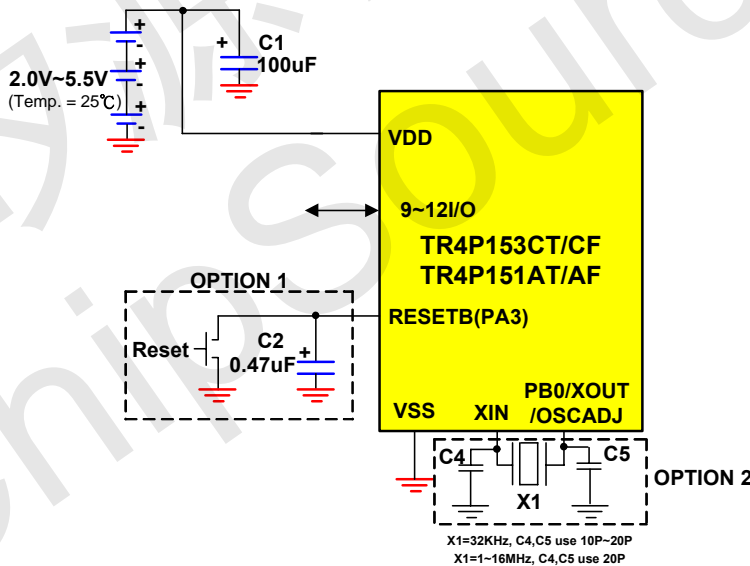 +
-
+
-
+
-
2.0V~5.5V
(Temp. = 25℃)
+
C1
100uF
VDD
9~12I/O
TR4P153CT/CF
TR4P151AT/AF
OPTION 1
Reset
C2
0.47uF
+
RESETB(PA3)
PB0/XOUT
/OSCADJ
VSS
XIN
C4
X1
C5
OPTION 2
X1=32KHz, C4,C5 use 10P~20P
X1=1~16MHz, C4,C5 use 20P